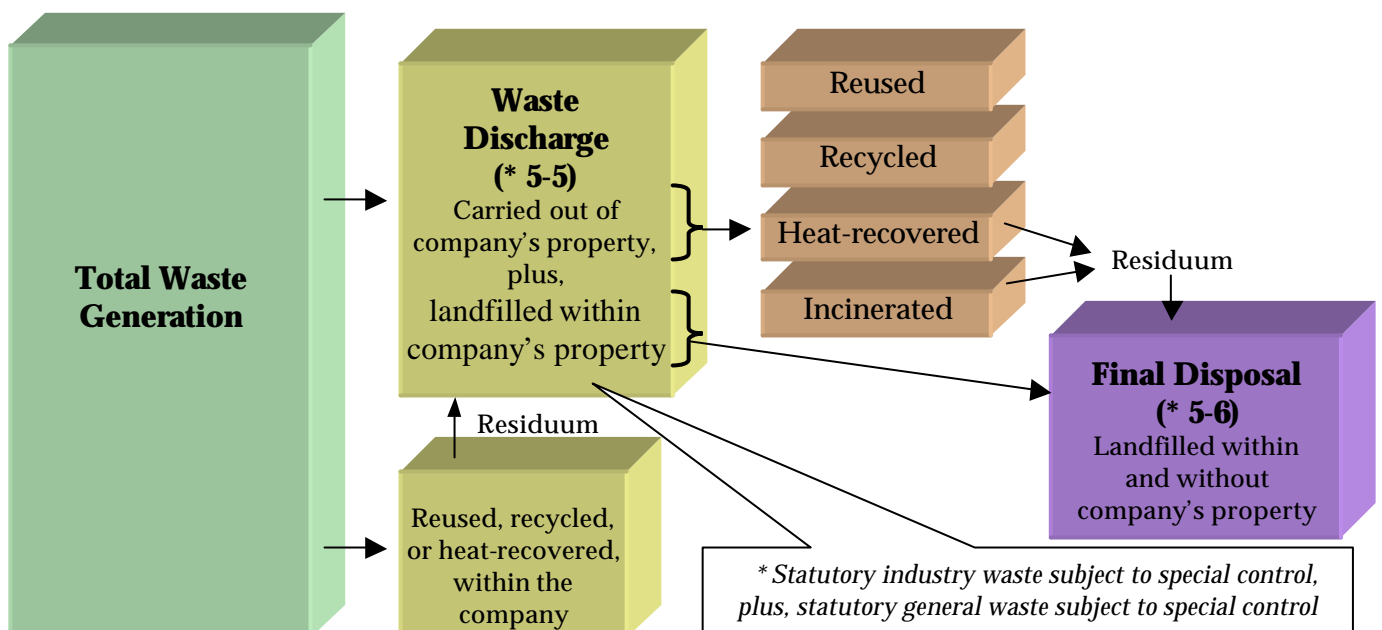 Total Waste
Generation
Waste
Discharge
(* 5-5)
Carried out of
company's property,
plus,
landfilled within
company's property
Residuum
Reused, recycled,
or heat-recovered,
within the
company
Reused
Recycled
Heat-recovered
Incinerated
Residuum
Final Disposal
(* 5-6)
Landfilled within
and without
company's property
* Statutory industry waste subject to special control,
plus, statutory general waste subject to special control